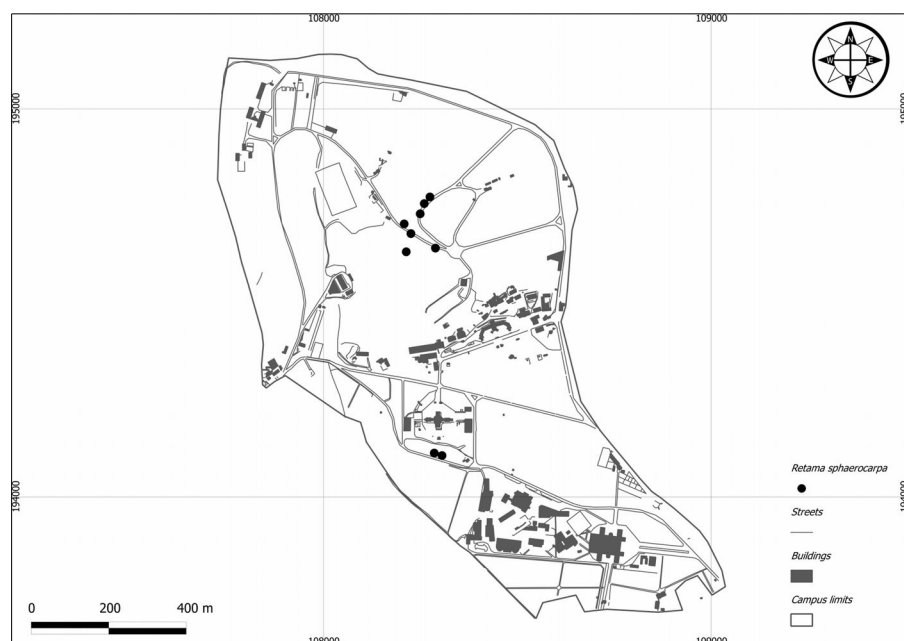 108000
109000
N
W E
S
195000
195000
Retama sphaerocarpa
Streets
194000
194000
Buildings
Campus limits
0 200 400 m
108000
109000